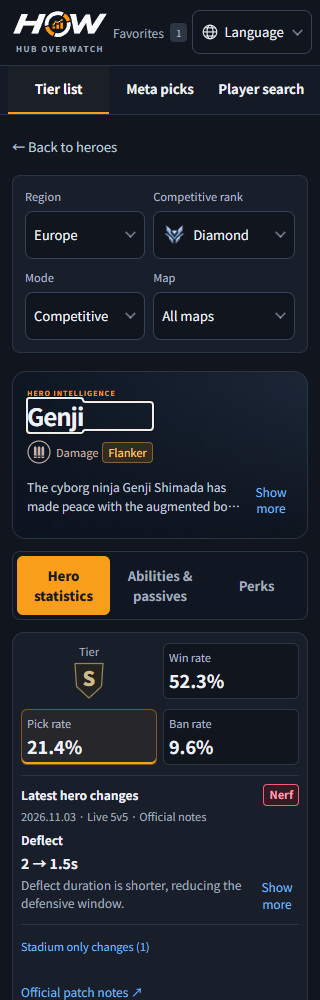 HOW
HUB OVERWATCH
Favorites 1
Language
Tier list Meta picks Player search
← Back to heroes
Region Competitive rank
Europe Diamond
Mode Map
Competitive All maps
HERO INTELLIGENCE
Genji
Damage Flanker
The cyborg ninja Genji Shimada has
made peace with the augmented bo…
Show
more
Hero
statistics
Abilities &
passives
Perks
Tier
S
Win rate
52.3%
Pick rate
21.4%
Ban rate
9.6%
Latest hero changes Nerf
2026.11.03 · Live 5v5 · Official notes
Deflect
2 → 1.5s
Deflect duration is shorter, reducing the
defensive window.
Show
more
Stadium only changes (1)
Official patch notes ↗